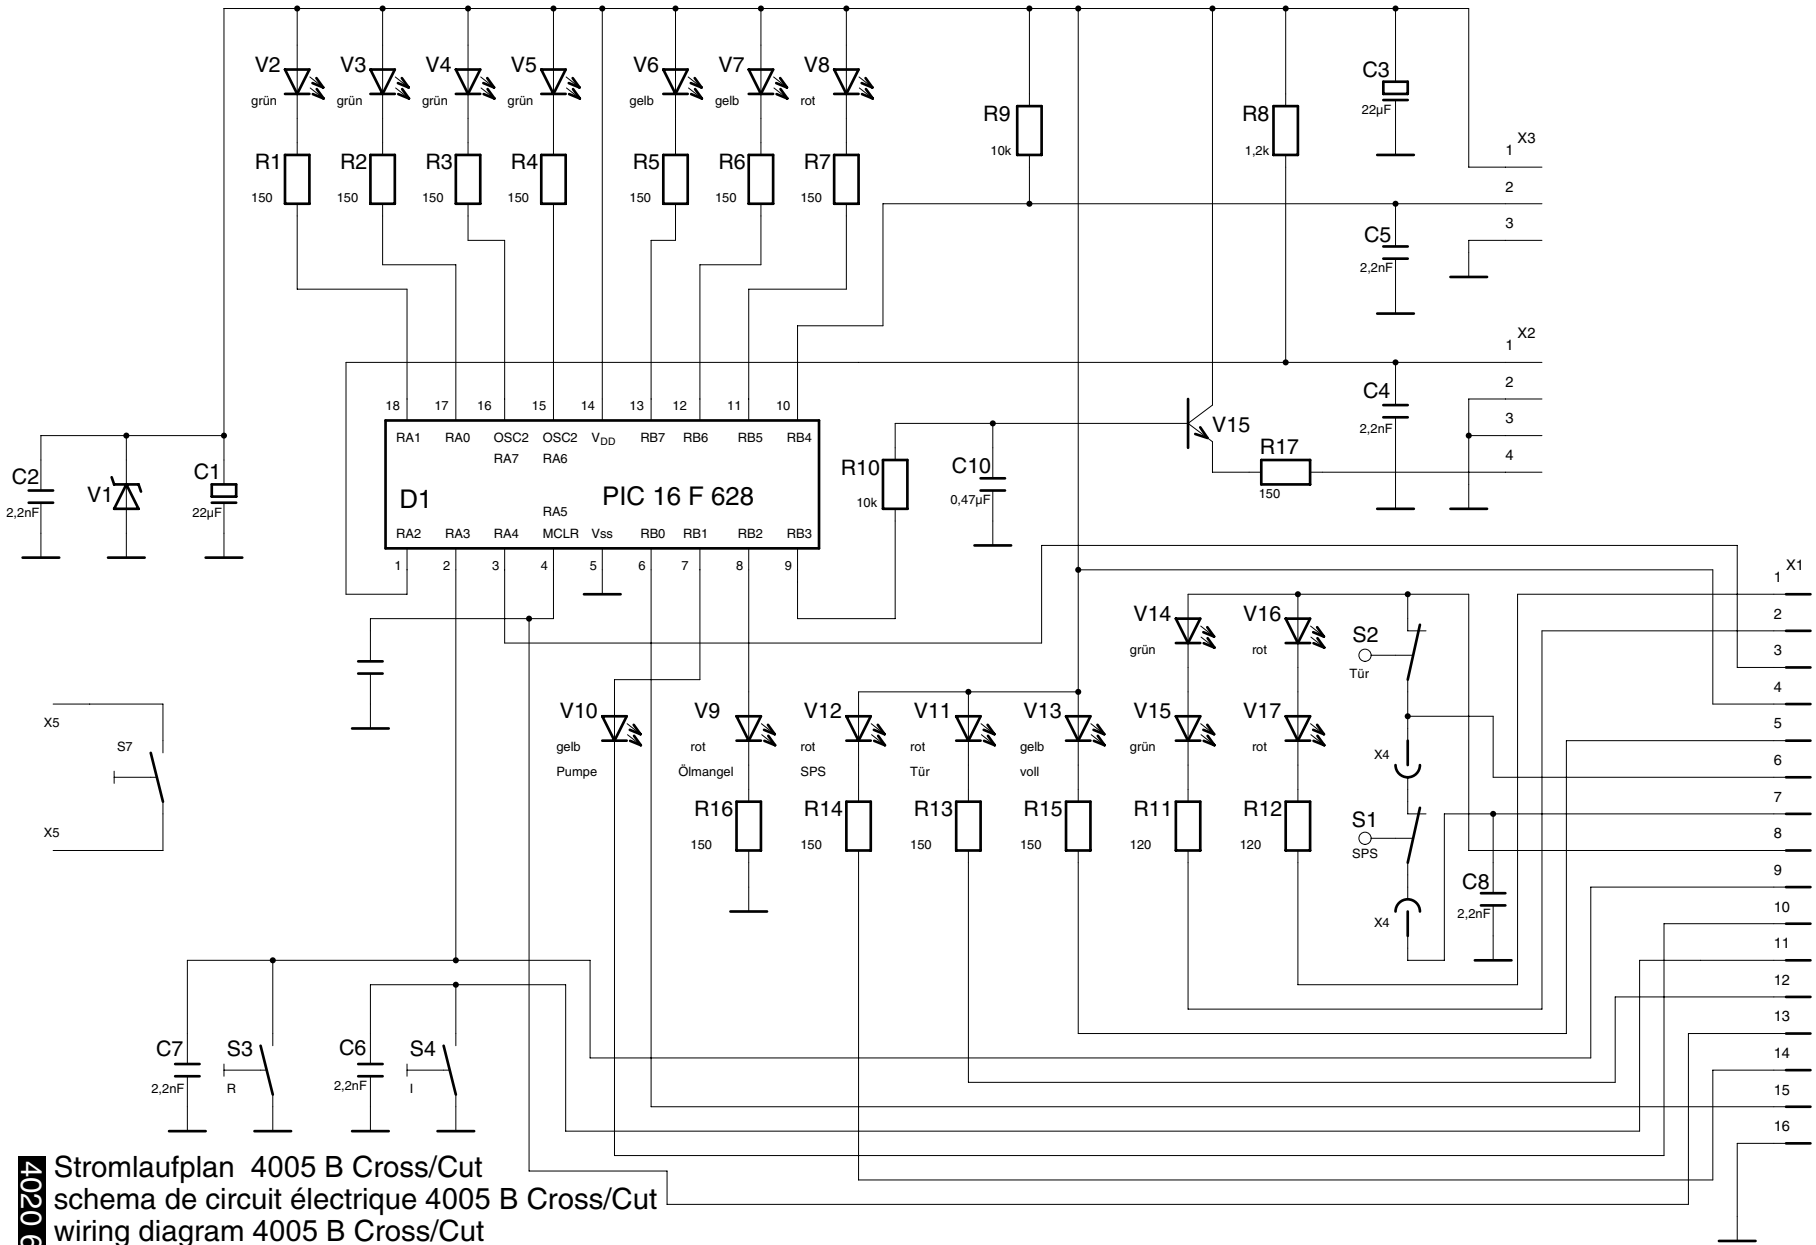 V2 V3 V4 V5 V6 V7 V8
grün grün grün grün gelb gelb rot
R1 R2 R3 R4 R5 R6 R7
150 150 150 150 150 150 150
R9
10k
R8
1,2k
C3
22µF
X3
1
2
3
C5
2,2nF
X2
1
2
3
4
C4
2,2nF
18 17 16 15 14 13 12 11 10
RA1 RA0 OSC2 OSC2 VDD RB7 RB6 RB5 RB4
RA7 RA6
D1 PIC 16 F 628
RA5
RA2 RA3 RA4 MCLR Vss RB0 RB1 RB2 RB3
1 2 3 4 5 6 7 8 9
C2
2,2nF
V1
C1
22µF
R10
10k
C10
0,47µF
V15
R17
150
X5
S7
X5
V10
gelb
Pumpe
V9
rot
Ölmangel
R16
150
V12
rot
SPS
R14
150
V11
rot
Tür
R13
150
V13
gelb
voll
R15
150
V14
grün
V15
grün
R11
120
V16
rot
V17
rot
R12
120
S2
Tür
X4
S1
SPS
X4
C8
2,2nF
X1
1
2
3
4
5
6
7
8
9
10
11
12
13
14
15
16
C7
2,2nF
S3
R
C6
2,2nF
S4
I
4020 6
Stromlaufplan 4005 B Cross/Cut
schema de circuit électrique 4005 B Cross/Cut
wiring diagram 4005 B Cross/Cut